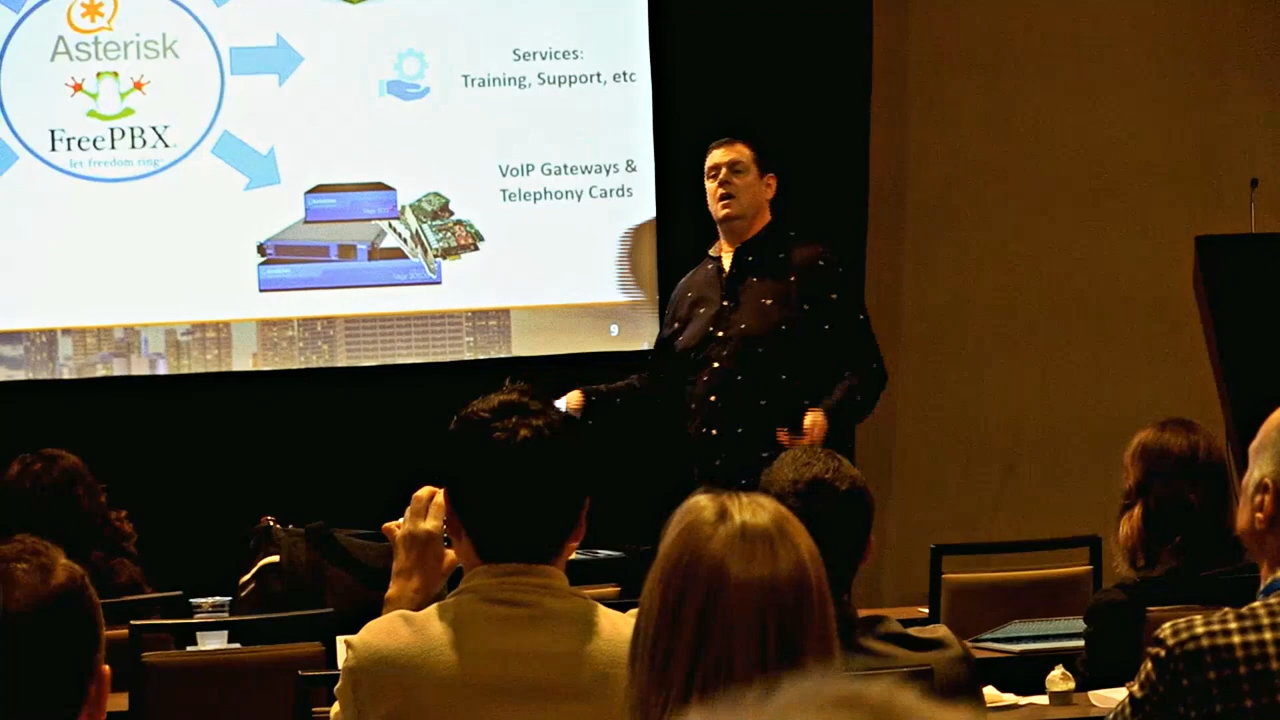 Asterisk
FreePBX
let freedom ring
Services:
Training, Support, etc
VoIP Gateways &
Telephony Cards
9